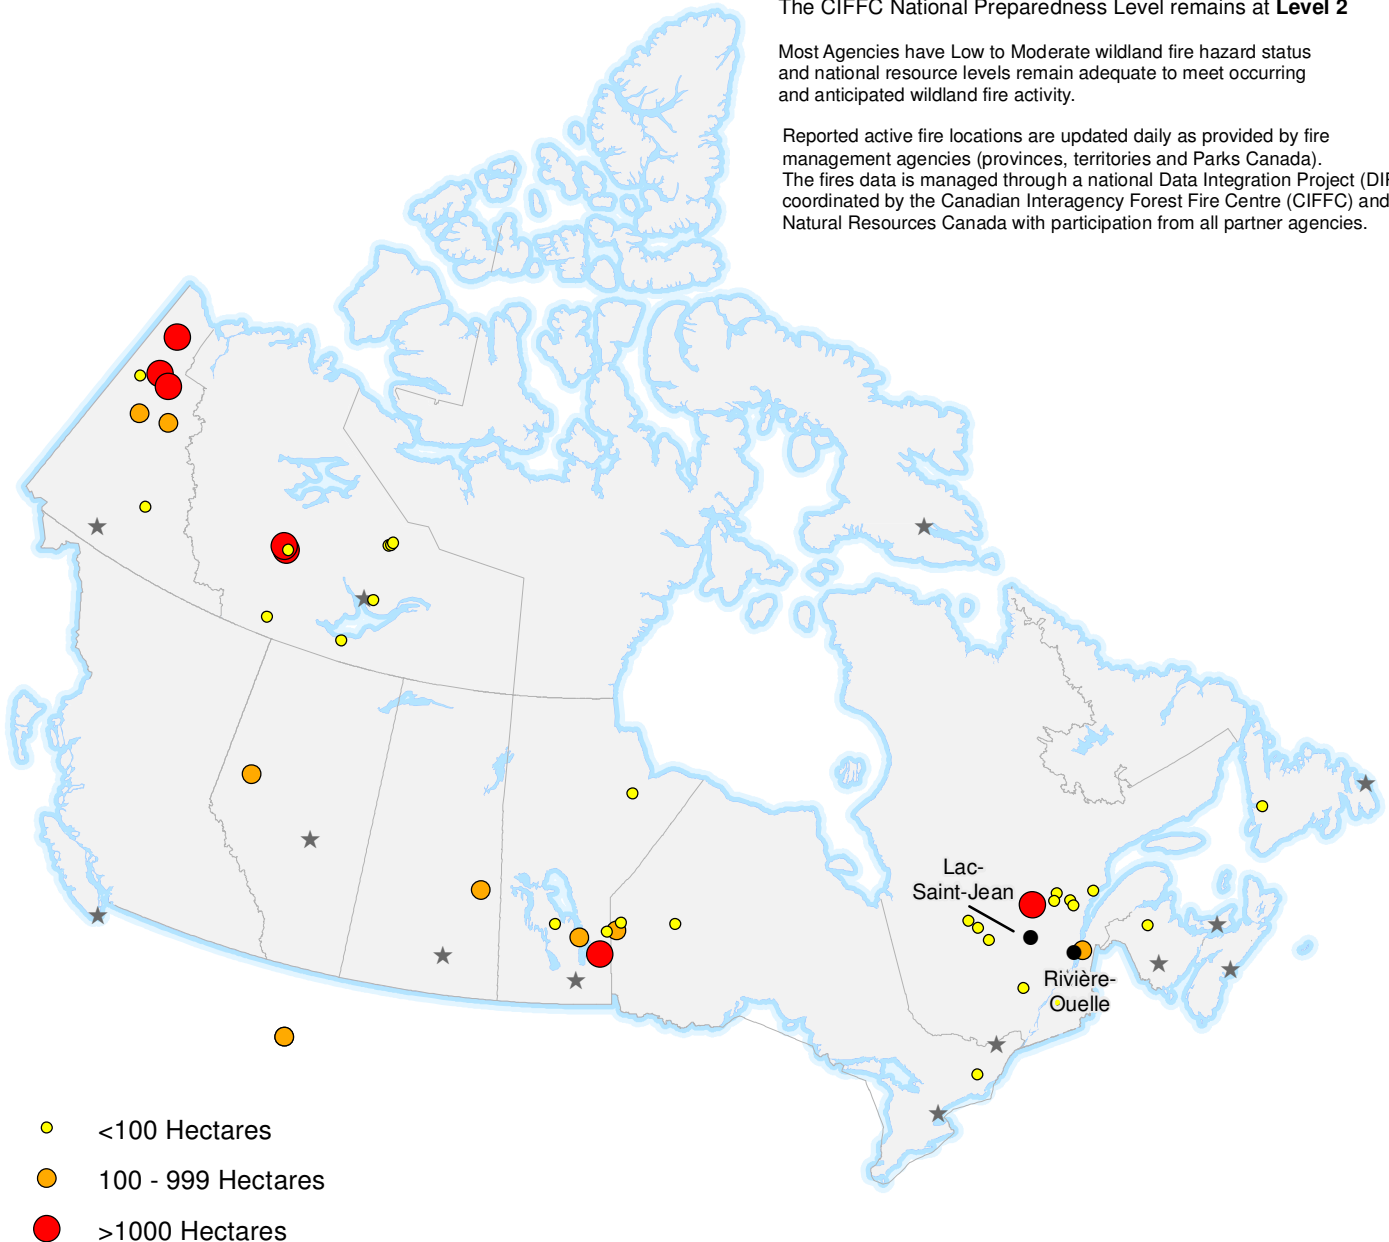 The CIFFC National Preparedness Level remains at Level 2
Most Agencies have Low to Moderate wildland fire hazard status
and national resource levels remain adequate to meet occurring
and anticipated wildland fire activity.
Reported active fire locations are updated daily as provided by fire
management agencies (provinces, territories and Parks Canada).
The fires data is managed through a national Data Integration Project (DIP
coordinated by the Canadian Interagency Forest Fire Centre (CIFFC) and
Natural Resources Canada with participation from all partner agencies.
Lac-
Saint-Jean
Rivière-
Ouelle
<100 Hectares
100 - 999 Hectares
>1000 Hectares